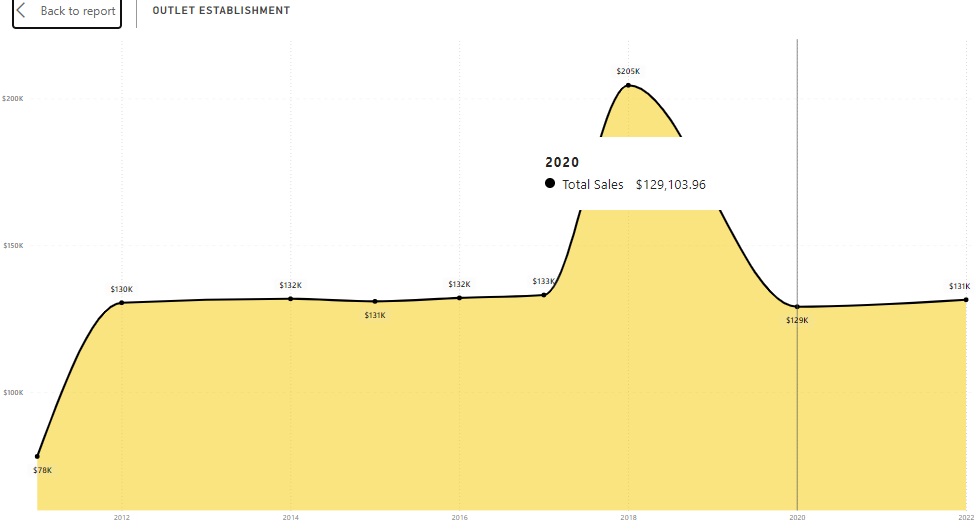 Back to report
OUTLET ESTABLISHMENT
$205K
$200K
2020
Total Sales $129,103.96
$150K
$130K
$132K
$132K
$133K
$131K
$131K
$129K
$100K
$78K
2012
2014
2016
2018
2020
2022